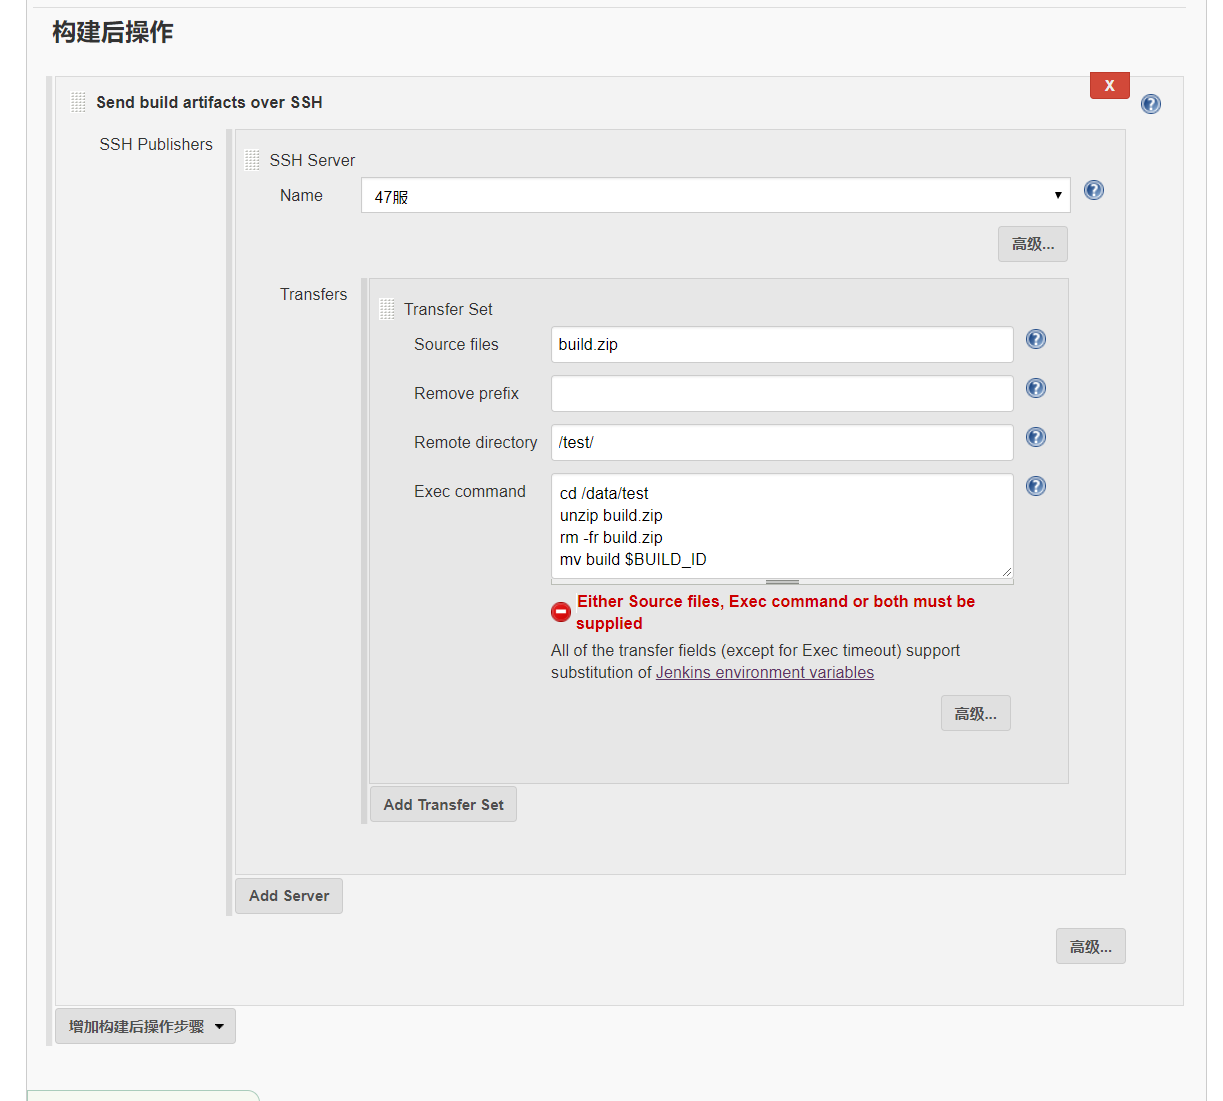 构建后操作
X
Send build artifacts over SSH
?
SSH Publishers
SSH Server
Name
47服
?
高级...
Transfers
Transfer Set
Source files
build.zip
?
Remove prefix
?
Remote directory
/test/
?
Exec command
cd /data/test
unzip build.zip
rm -fr build.zip
mv build $BUILD_ID
?
Either Source files, Exec command or both must be
supplied
All of the transfer fields (except for Exec timeout) support
substitution of Jenkins environment variables
高级...
Add Transfer Set
Add Server
高级...
增加构建后操作步骤